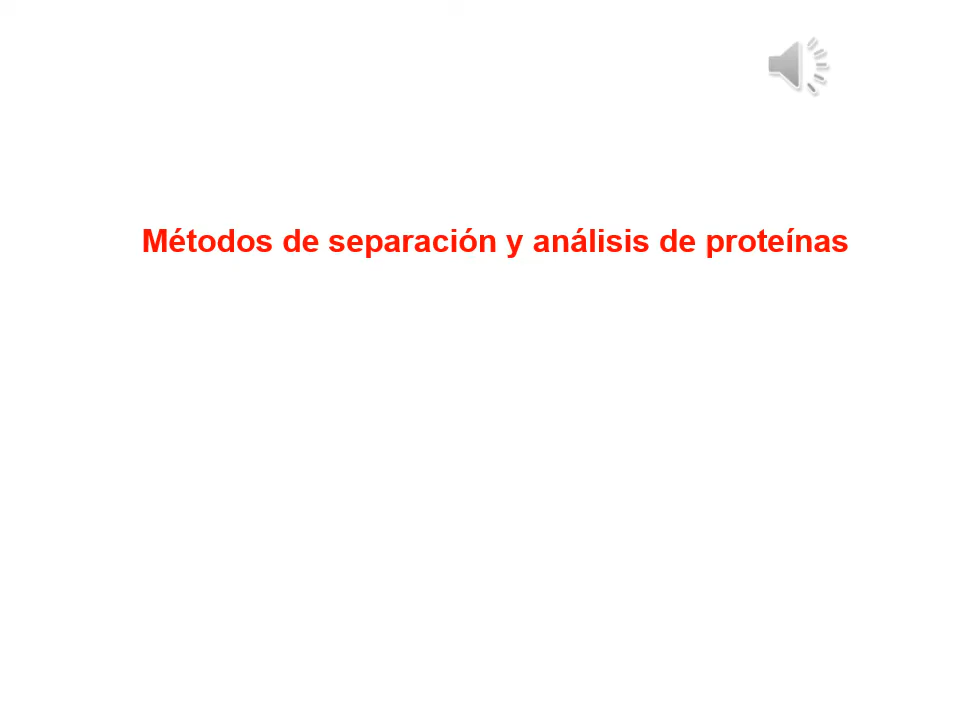 Métodos de separación y análisis de proteínas